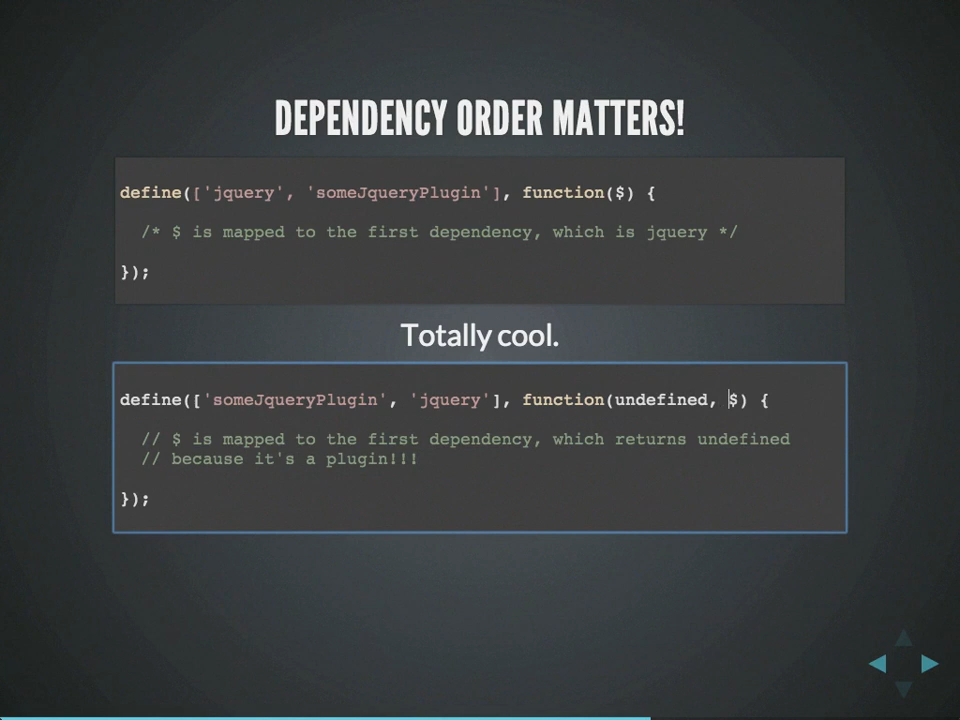 DEPENDENCY ORDER MATTERS!
define(['jquery', 'someJqueryPlugin'], function($) {
/* $ is mapped to the first dependency, which is jquery */
});
Totally cool.
define(['someJqueryPlugin', 'jquery'], function(undefined, $) {
// $ is mapped to the first dependency, which returns undefined
// because it's a plugin!!!
});